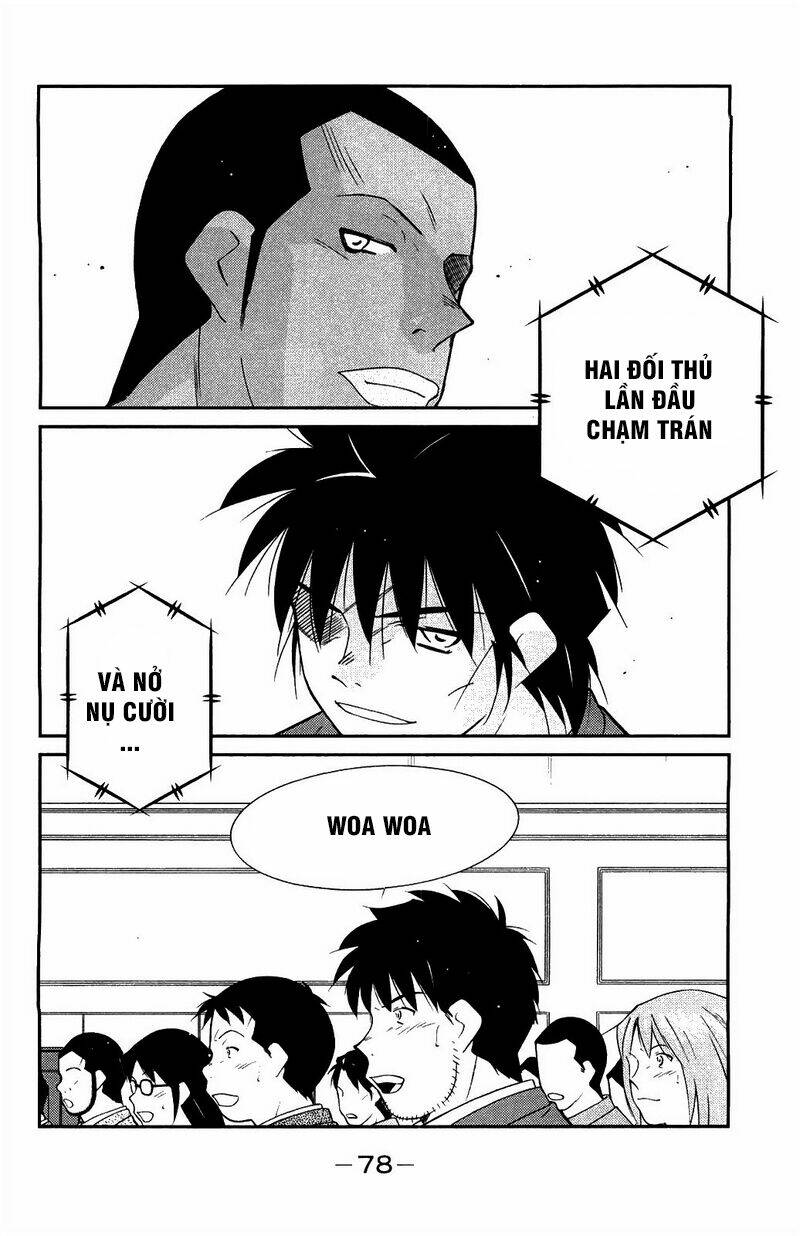 HAI ĐỐI THỦ
LẦN ĐẦU
CHẠM TRÁN
VÀ NỞ
NỤ CƯỜI
...
WOA WOA
－78－